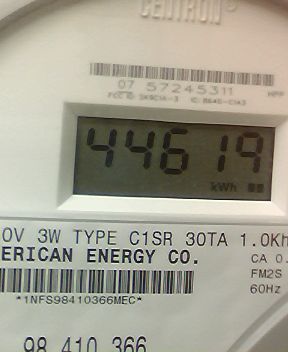 CENTRON®
07 57245311
HPP
44619
kWh
0V 3W TYPE C1SR 30TA 1.0Kh
ERICAN ENERGY CO.
CA 0.
FM2S
60Hz
*1NFS98410366MEC*
98 410 366